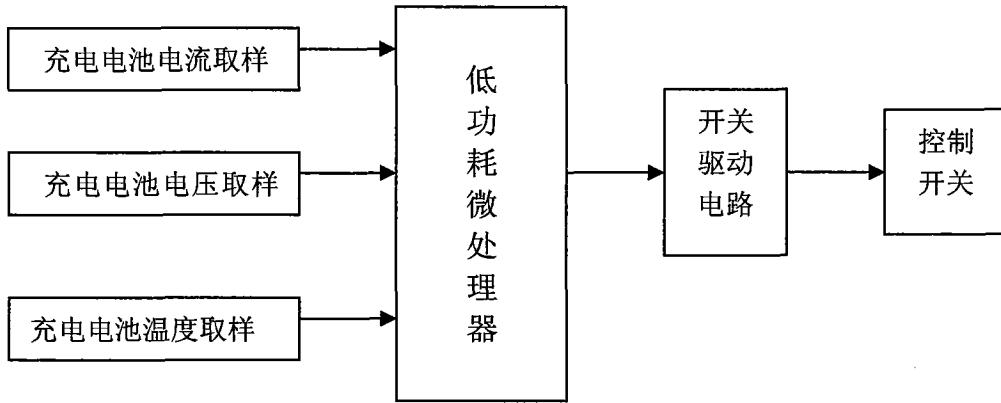 充电电池电流取样
充电电池电压取样
充电电池温度取样
低
功
耗
微
处
理
器
开关
驱动
电路
控制
开关